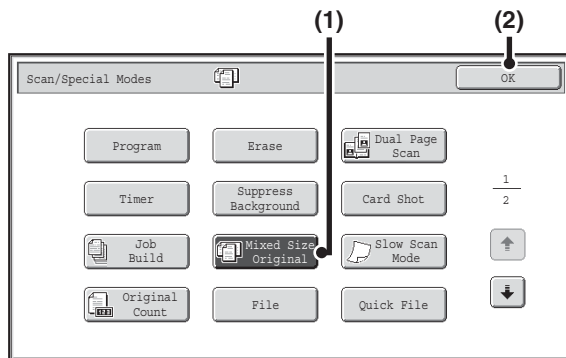 (1) (2)
Scan/Special Modes OK
Program Erase Dual Page
Scan
Timer Suppress
Background Card Shot
1
2
Job
Build Mixed Size
Original Slow Scan
Mode
Original
Count 123 File Quick File